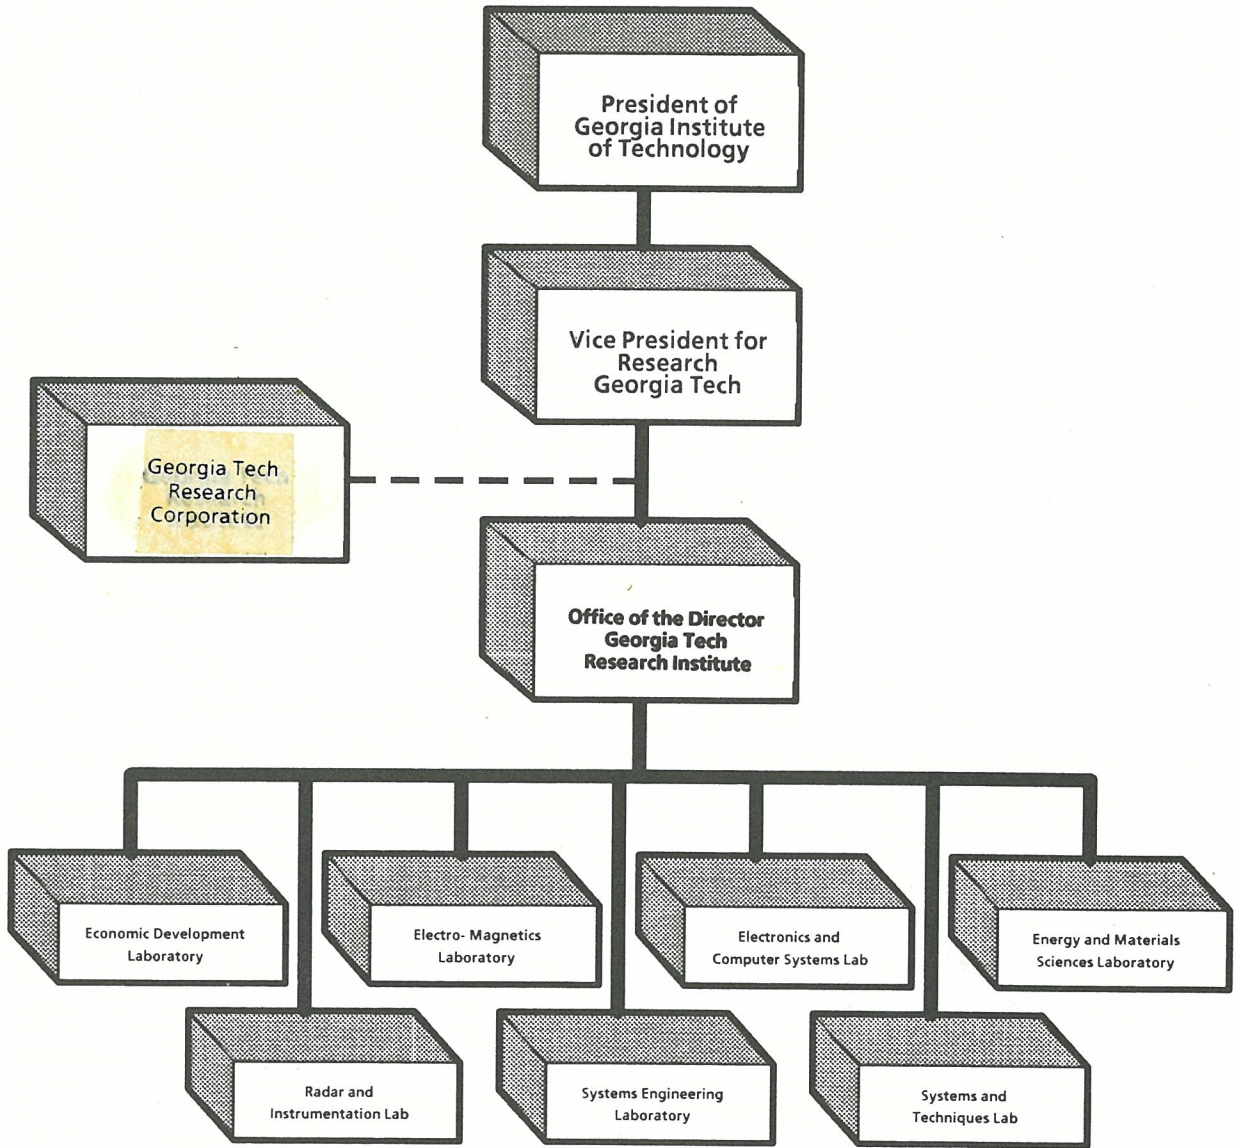 President of
Georgia Institute
of Technology
Vice President for
Research
Georgia Tech
Georgia Tech
Research
Corporation
Office of the Director
Georgia Tech
Research Institute
Economic Development
Laboratory
Electro- Magnetics
Laboratory
Electronics and
Computer Systems Lab
Energy and Materials
Sciences Laboratory
Radar and
Instrumentation Lab
Systems Engineering
Laboratory
Systems and
Techniques Lab